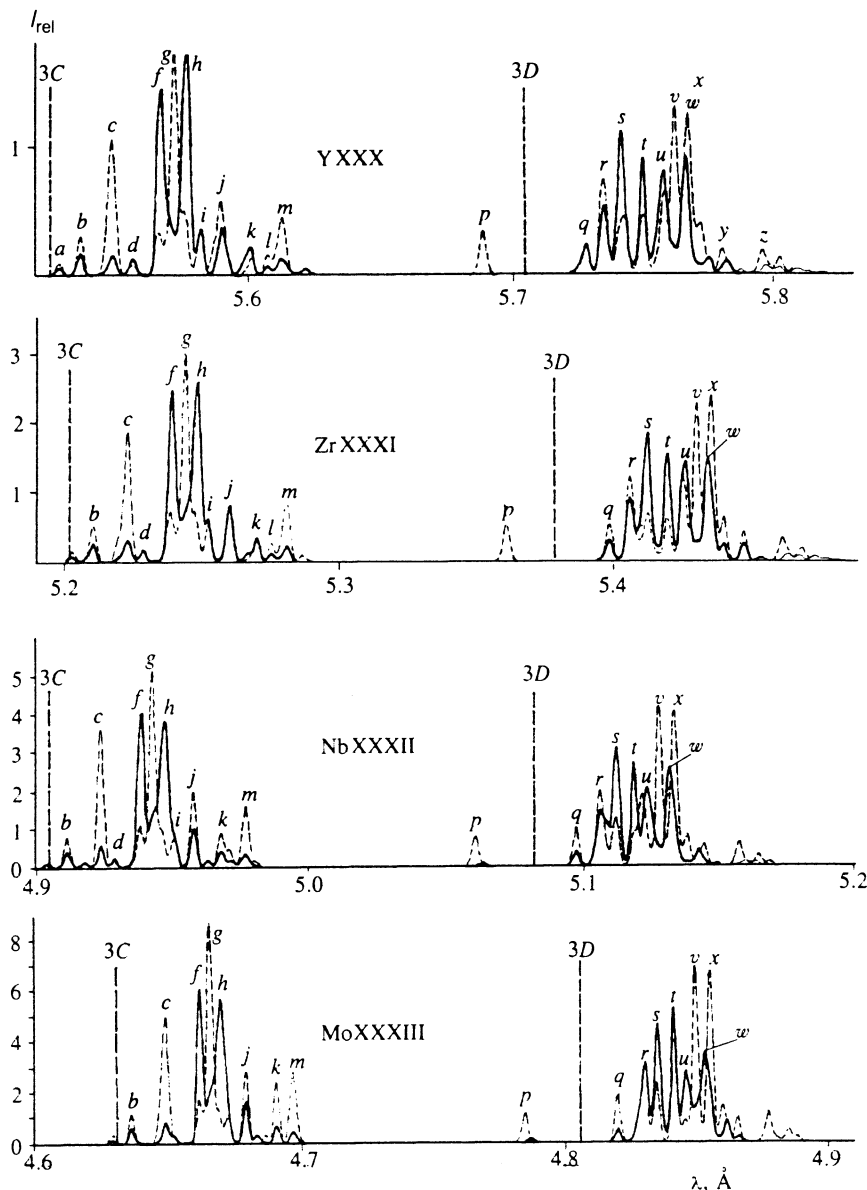 I_rel
3C
a
b
c
d
f
g
h
i
j
k
l
m
p
3D
q
r
s
t
u
v
w
x
y
z
Y XXX
1
5.6
5.7
5.8
3C
b
c
d
f
g
h
i
j
k
l
m
p
3D
q
r
s
t
u
v
x
w
Zr XXXI
3
2
1
5.2
5.3
5.4
3C
b
c
d
f
g
h
i
j
k
m
p
3D
q
r
s
t
u
v
x
w
Nb XXXII
5
4
3
2
1
0
4.9
5.0
5.1
5.2
3C
b
c
f
g
h
j
k
m
p
3D
q
r
s
t
u
v
x
w
Mo XXXIII
8
6
4
2
0
4.6
4.7
4.8
4.9
λ, Å